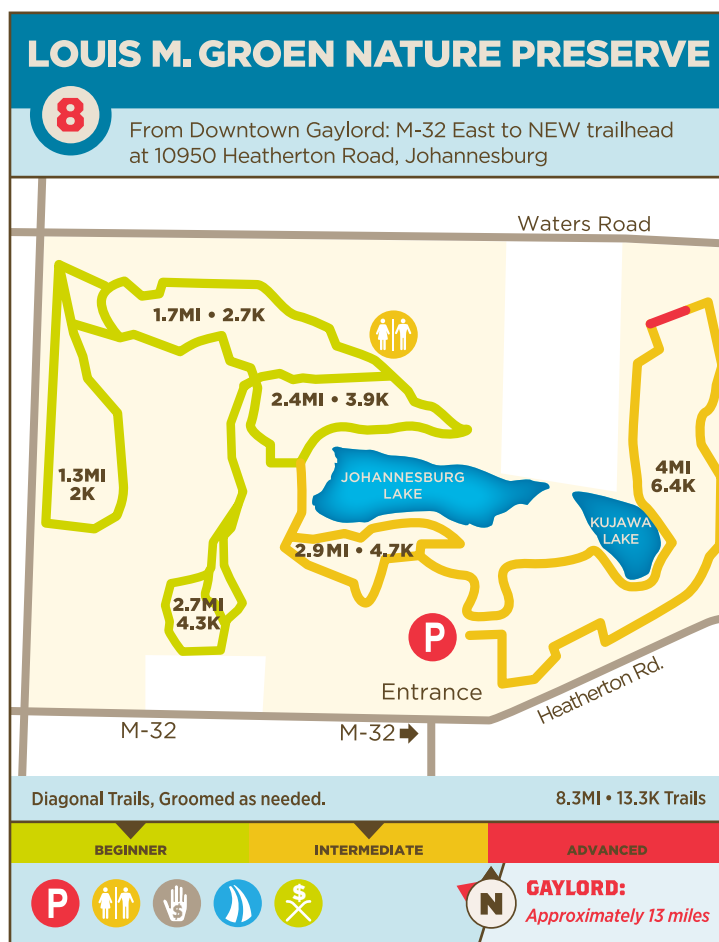 LOUIS M. GROEN NATURE PRESERVE
8
From Downtown Gaylord: M-32 East to NEW trailhead
at 10950 Heatherton Road, Johannesburg
Waters Road
1.7MI • 2.7K
2.4MI • 3.9K
1.3MI
2K
JOHANNESBURG
LAKE
4MI
6.4K
KUJAWA
LAKE
2.9MI • 4.7K
2.7MI
4.3K
P
Entrance
Heatherton Rd.
M-32
M-32
Diagonal Trails, Groomed as needed.
8.3MI • 13.3K Trails
BEGINNER
INTERMEDIATE
ADVANCED
P
$
$
N
GAYLORD:
Approximately 13 miles